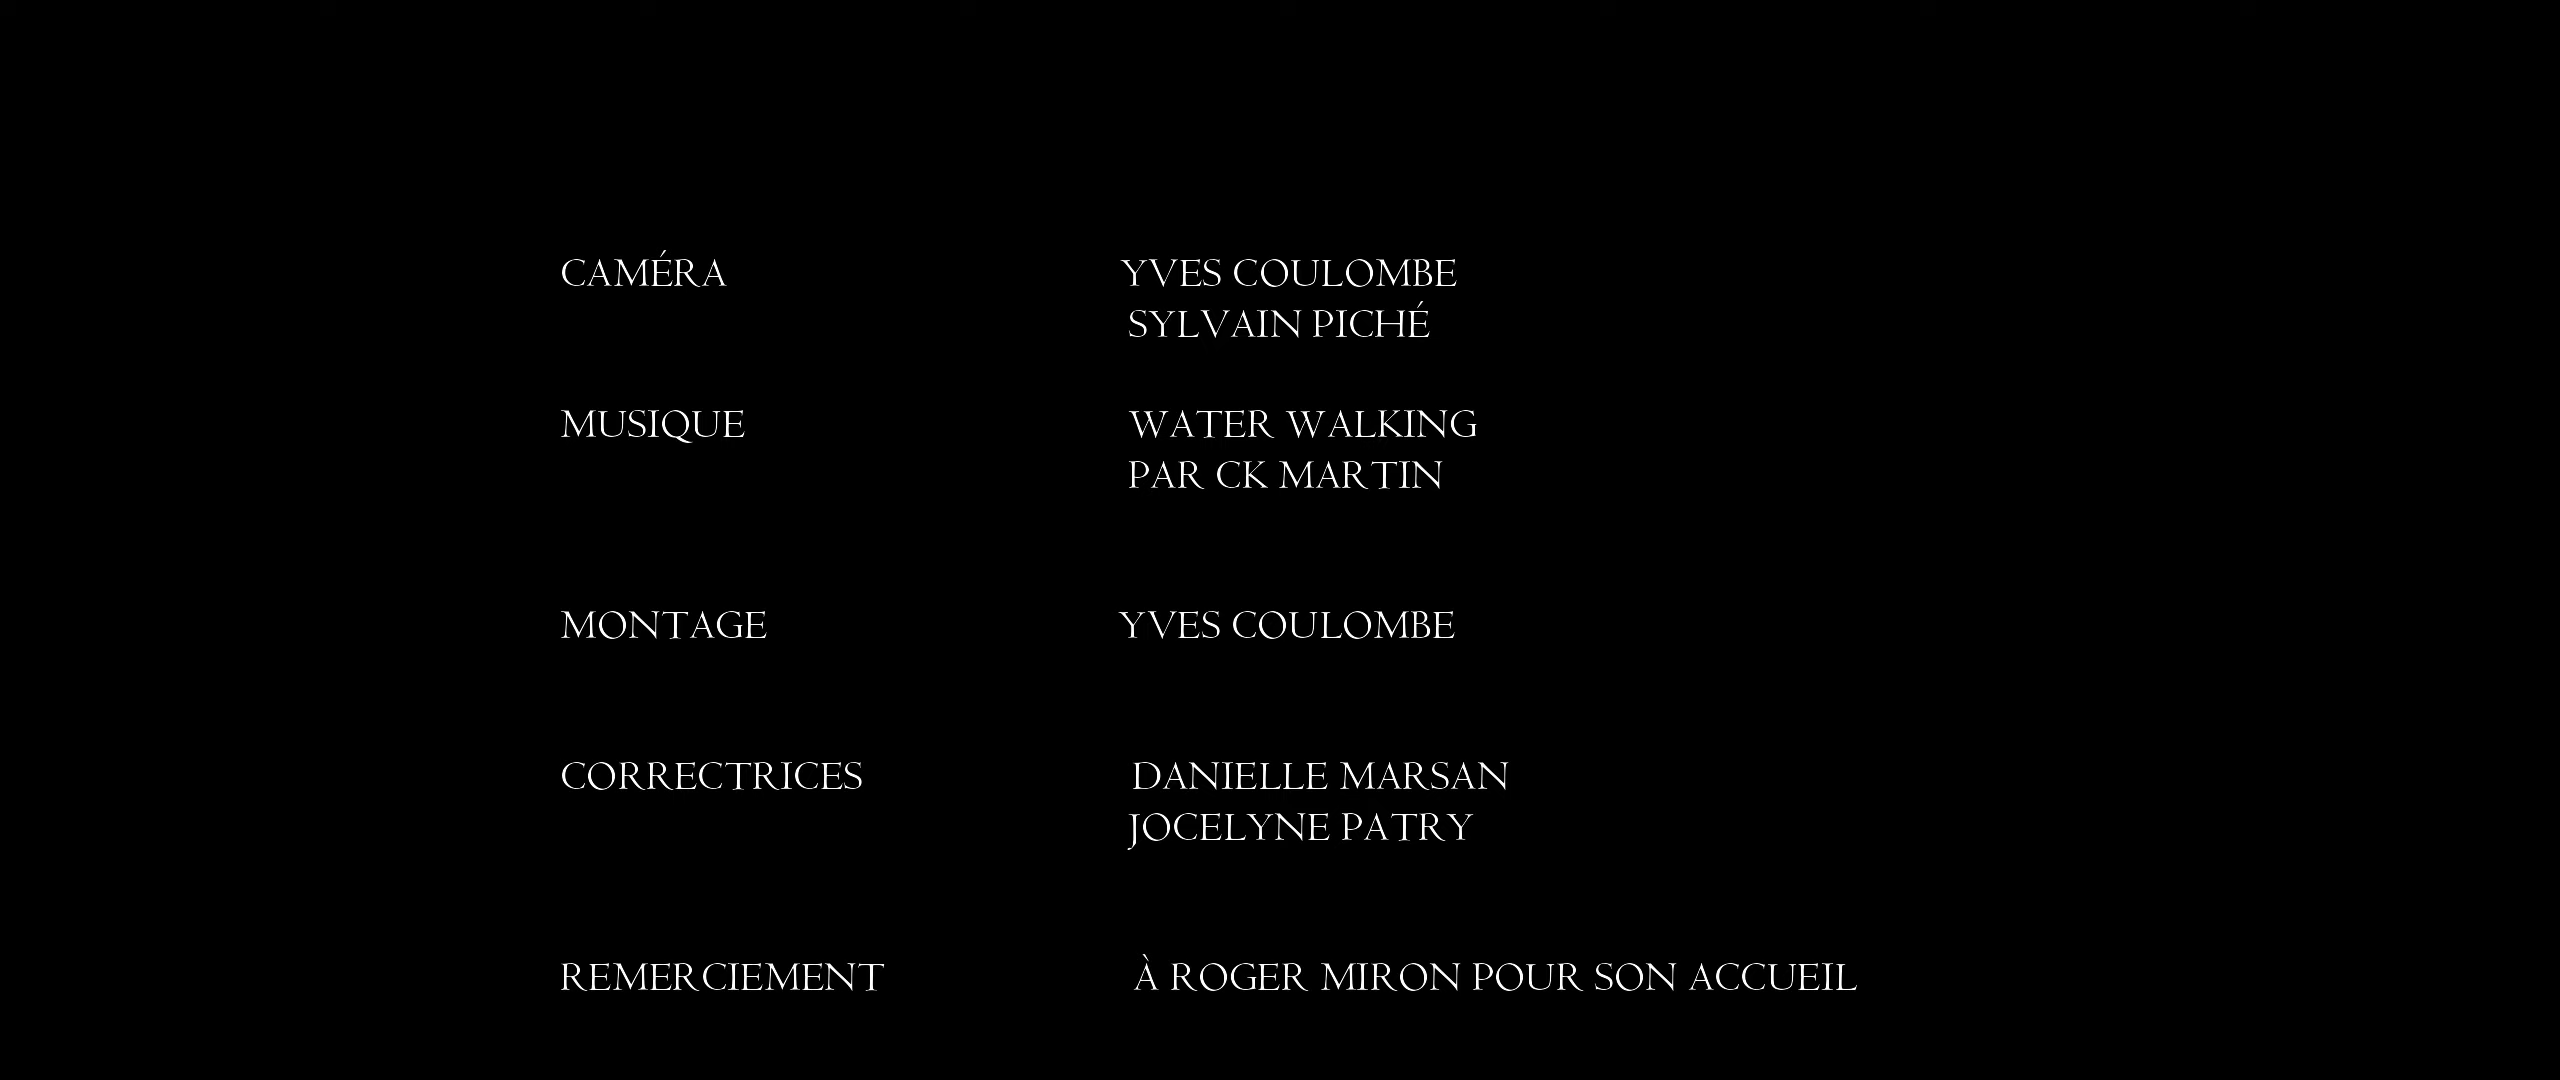 CAMÉRA YVES COULOMBE
SYLVAIN PICHÉ
MUSIQUE WATER WALKING
PAR CK MARTIN
MONTAGE YVES COULOMBE
CORRECTRICES DANIELLE MARSAN
JOCELYNE PATRY
REMERCIEMENT À ROGER MIRON POUR SON ACCUEIL